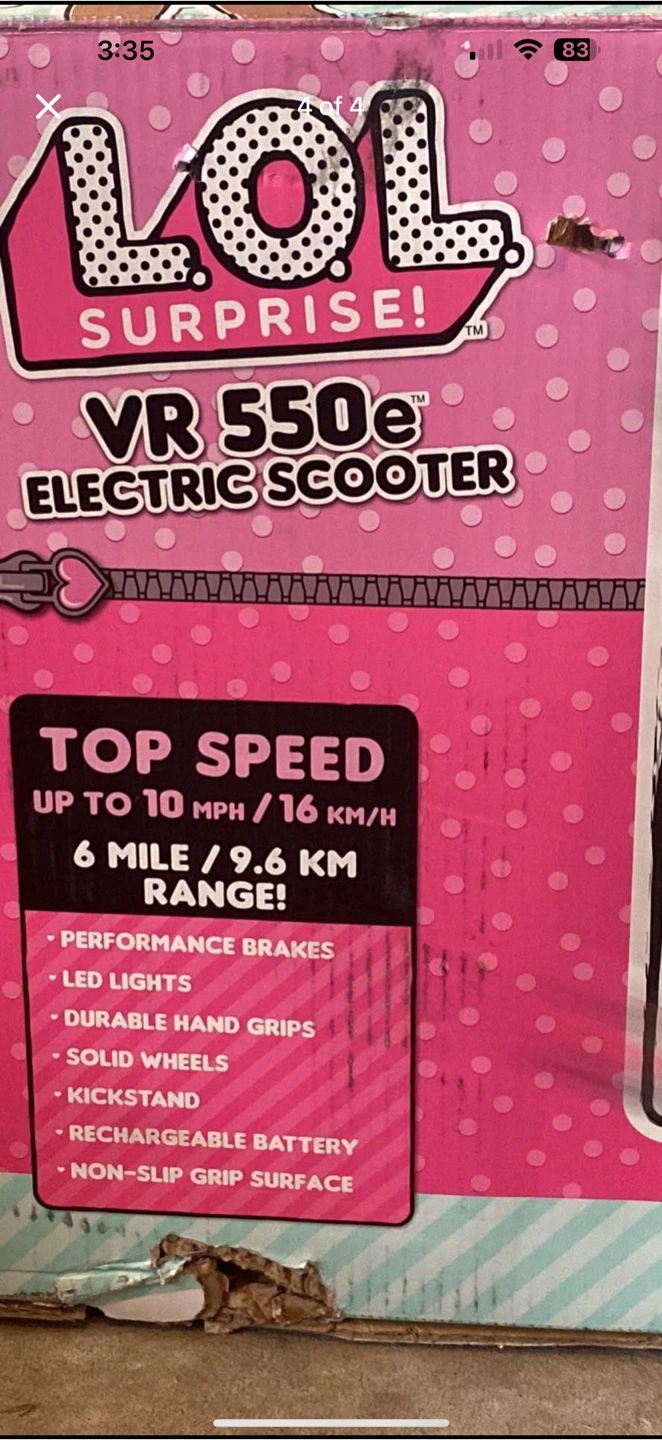 3:35
83
4 of 4
L.O.L.
SURPRISE!
TM
VR 550e™
ELECTRIC SCOOTER
TOP SPEED
UP TO 10 MPH / 16 KM/H
6 MILE / 9.6 KM
RANGE!
PERFORMANCE BRAKES
LED LIGHTS
DURABLE HAND GRIPS
SOLID WHEELS
KICKSTAND
RECHARGEABLE BATTERY
NON-SLIP GRIP SURFACE